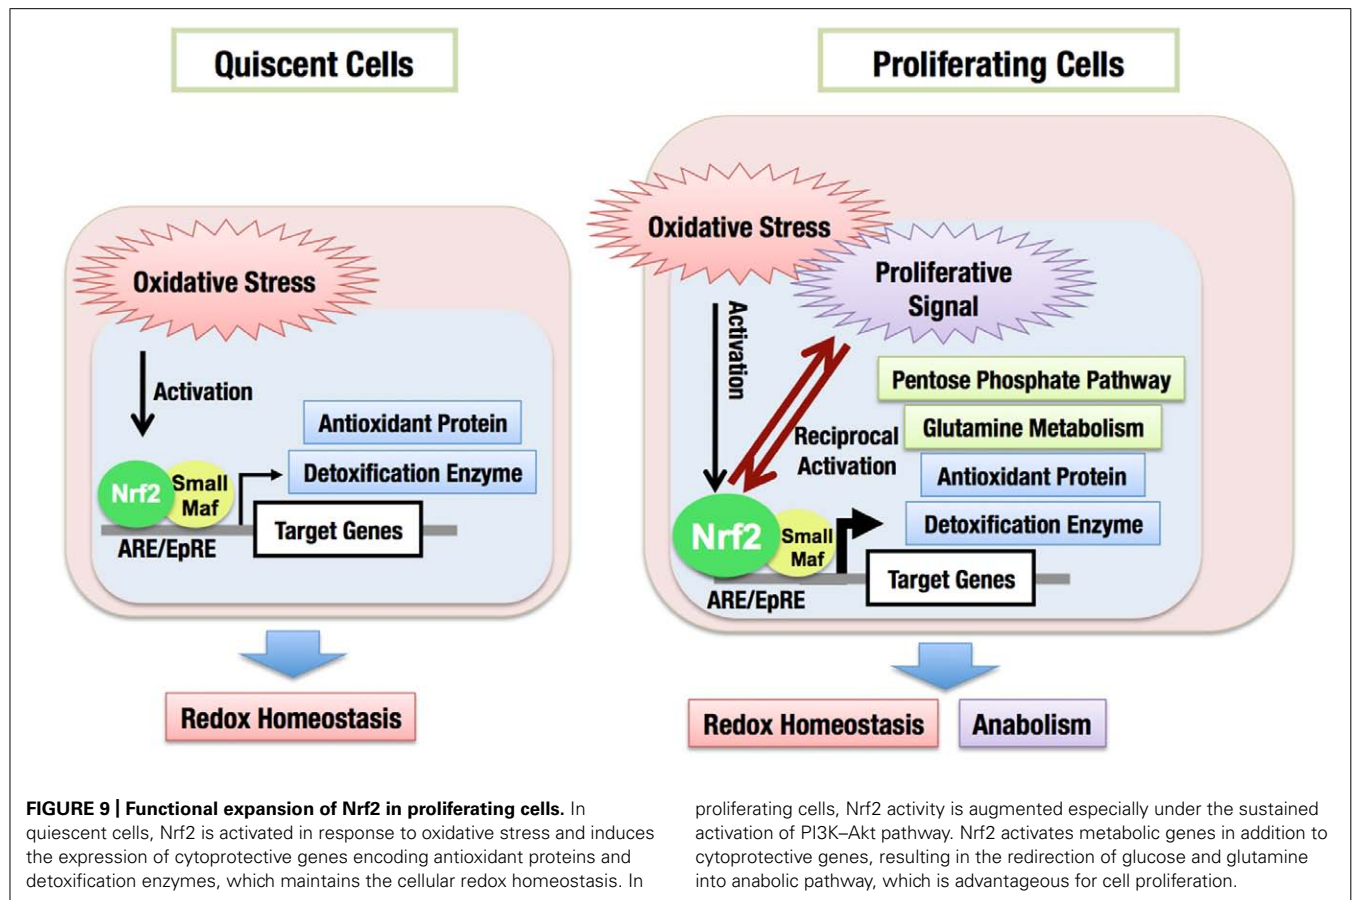 Quiscent Cells
Oxidative Stress
Activation
Antioxidant Protein
Detoxification Enzyme
Nrf2
Small
Maf
Target Genes
ARE/EpRE
Redox Homeostasis
Proliferating Cells
Oxidative Stress
Proliferative
Signal
Activation
Pentose Phosphate Pathway
Glutamine Metabolism
Reciprocal
Activation
Antioxidant Protein
Detoxification Enzyme
Nrf2
Small
Maf
Target Genes
ARE/EpRE
Redox Homeostasis
Anabolism
FIGURE 9 | Functional expansion of Nrf2 in proliferating cells. In
quiescent cells, Nrf2 is activated in response to oxidative stress and induces
the expression of cytoprotective genes encoding antioxidant proteins and
detoxification enzymes, which maintains the cellular redox homeostasis. In
proliferating cells, Nrf2 activity is augmented especially under the sustained
activation of PI3K–Akt pathway. Nrf2 activates metabolic genes in addition to
cytoprotective genes, resulting in the redirection of glucose and glutamine
into anabolic pathway, which is advantageous for cell proliferation.